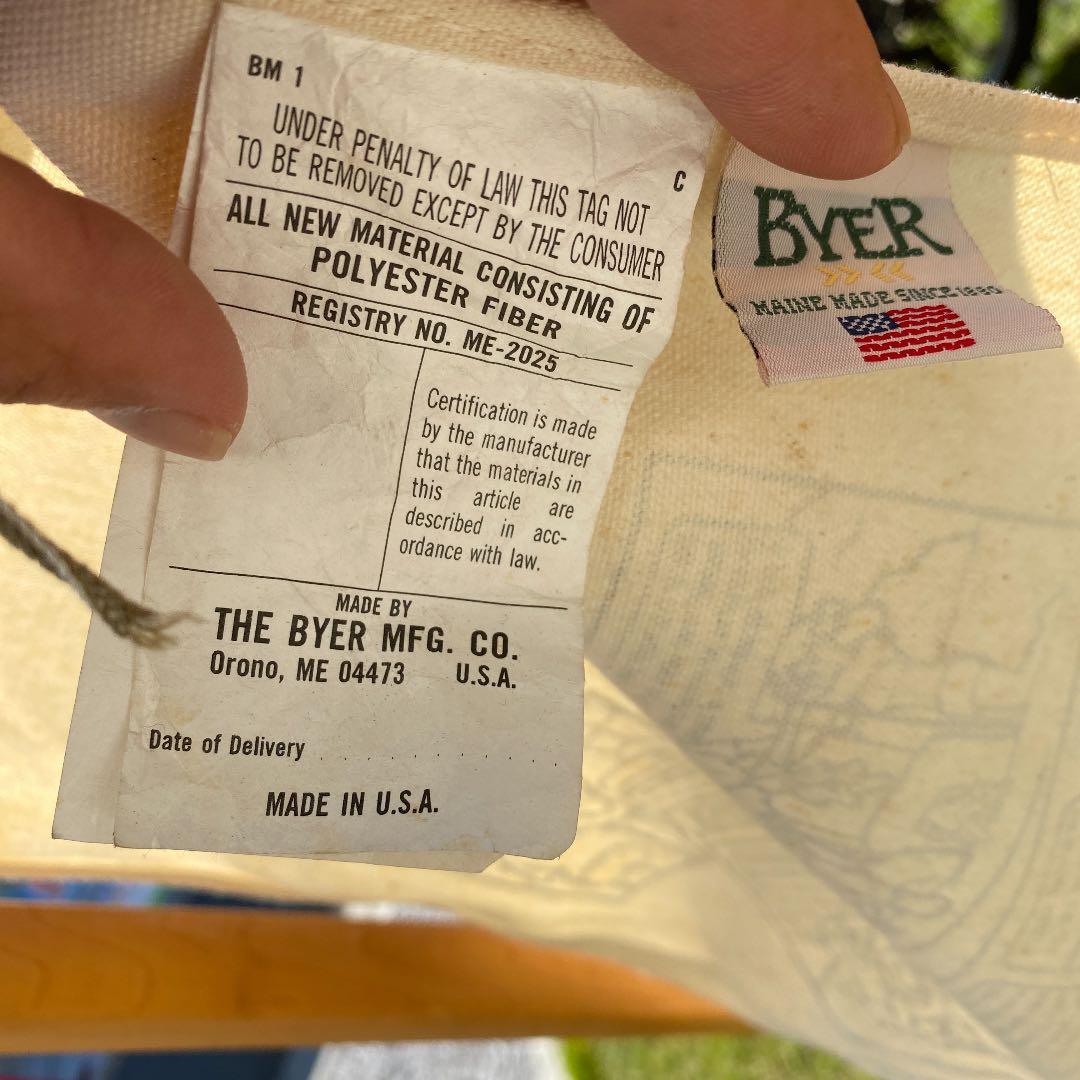 BM 1
C
UNDER PENALTY OF LAW THIS TAG NOT
TO BE REMOVED EXCEPT BY THE CONSUMER
ALL NEW MATERIAL CONSISTING OF
POLYESTER FIBER
REGISTRY NO. ME-2025
Certification is made
by the manufacturer
that the materials in
this article are
described in acc-
ordance with law.
MADE BY
THE BYER MFG. CO.
Orono, ME 04473 U.S.A.
Date of Delivery . . . . . . . . . .
MADE IN U.S.A.
BYER
MAINE MADE SINCE 1880